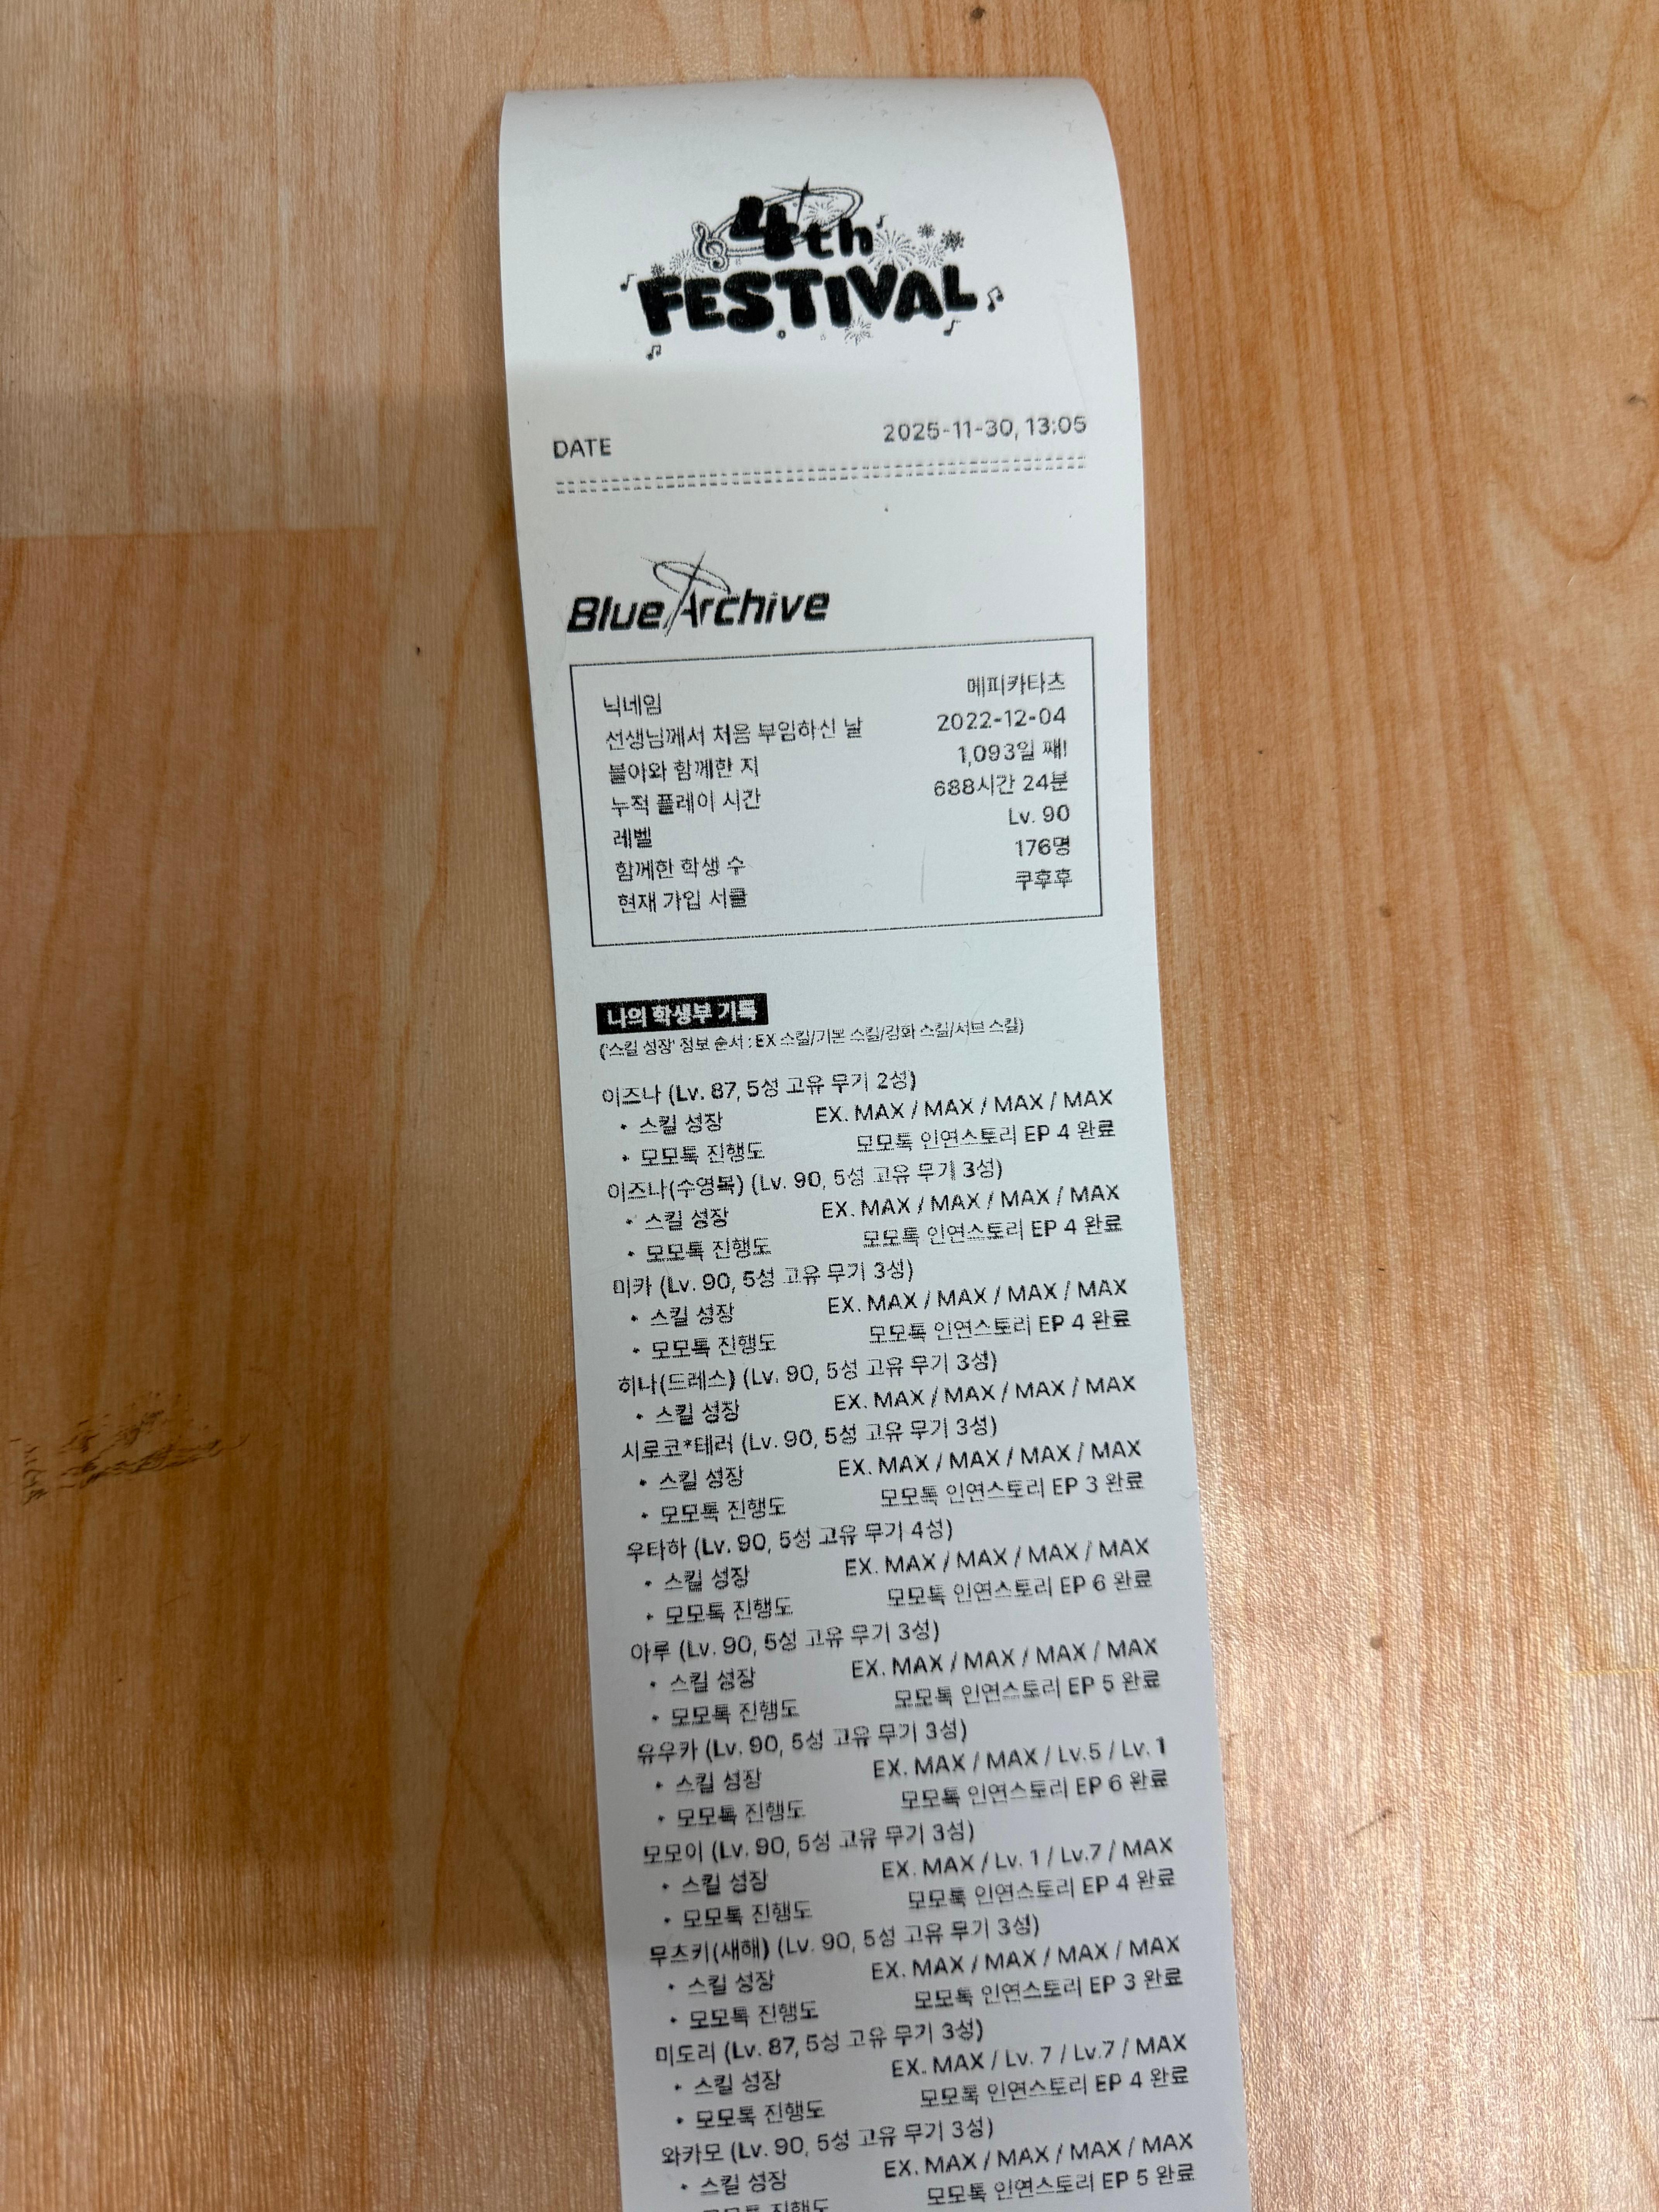 4th
FESTIVAL
DATE 2025-11-30, 13:05
Blue Archive
닉네임 메피카타츠
선생님께서 처음 부임하신 날 2022-12-04
블아와 함께한 지 1,093일 째!
누적 플레이 시간 688시간 24분
레벨 Lv. 90
함께한 학생 수 176명
현재 가입 서클 쿠후후
나의 학생부 기록
('스킬 성장' 정보 순서 : EX 스킬/기본 스킬/강화 스킬/서브 스킬)
이즈나 (Lv. 87, 5성 고유 무기 2성)
• 스킬 성장 EX. MAX / MAX / MAX / MAX
• 모모톡 진행도 모모톡 인연스토리 EP 4 완료
이즈나(수영복) (Lv. 90, 5성 고유 무기 3성)
• 스킬 성장 EX. MAX / MAX / MAX / MAX
• 모모톡 진행도 모모톡 인연스토리 EP 4 완료
미카 (Lv. 90, 5성 고유 무기 3성)
• 스킬 성장 EX. MAX / MAX / MAX / MAX
• 모모톡 진행도 모모톡 인연스토리 EP 4 완료
히나(드레스) (Lv. 90, 5성 고유 무기 3성)
• 스킬 성장 EX. MAX / MAX / MAX / MAX
시로코*테러 (Lv. 90, 5성 고유 무기 3성)
• 스킬 성장 EX. MAX / MAX / MAX / MAX
• 모모톡 진행도 모모톡 인연스토리 EP 3 완료
우타하 (Lv. 90, 5성 고유 무기 4성)
• 스킬 성장 EX. MAX / MAX / MAX / MAX
• 모모톡 진행도 모모톡 인연스토리 EP 6 완료
아루 (Lv. 90, 5성 고유 무기 3성)
• 스킬 성장 EX. MAX / MAX / MAX / MAX
• 모모톡 진행도 모모톡 인연스토리 EP 5 완료
유우카 (Lv. 90, 5성 고유 무기 3성)
• 스킬 성장 EX. MAX / MAX / Lv.5 / Lv. 1
• 모모톡 진행도 모모톡 인연스토리 EP 6 완료
모모이 (Lv. 90, 5성 고유 무기 3성)
• 스킬 성장 EX. MAX / Lv. 1 / Lv.7 / MAX
• 모모톡 진행도 모모톡 인연스토리 EP 4 완료
무츠키(새해) (Lv. 90, 5성 고유 무기 3성)
• 스킬 성장 EX. MAX / MAX / MAX / MAX
• 모모톡 진행도 모모톡 인연스토리 EP 3 완료
미도리 (Lv. 87, 5성 고유 무기 3성)
• 스킬 성장 EX. MAX / Lv. 7 / Lv.7 / MAX
• 모모톡 진행도 모모톡 인연스토리 EP 4 완료
와카모 (Lv. 90, 5성 고유 무기 3성)
• 스킬 성장 EX. MAX / MAX / MAX / MAX
모모톡 진행도 모모톡 인연스토리 EP 5 완료